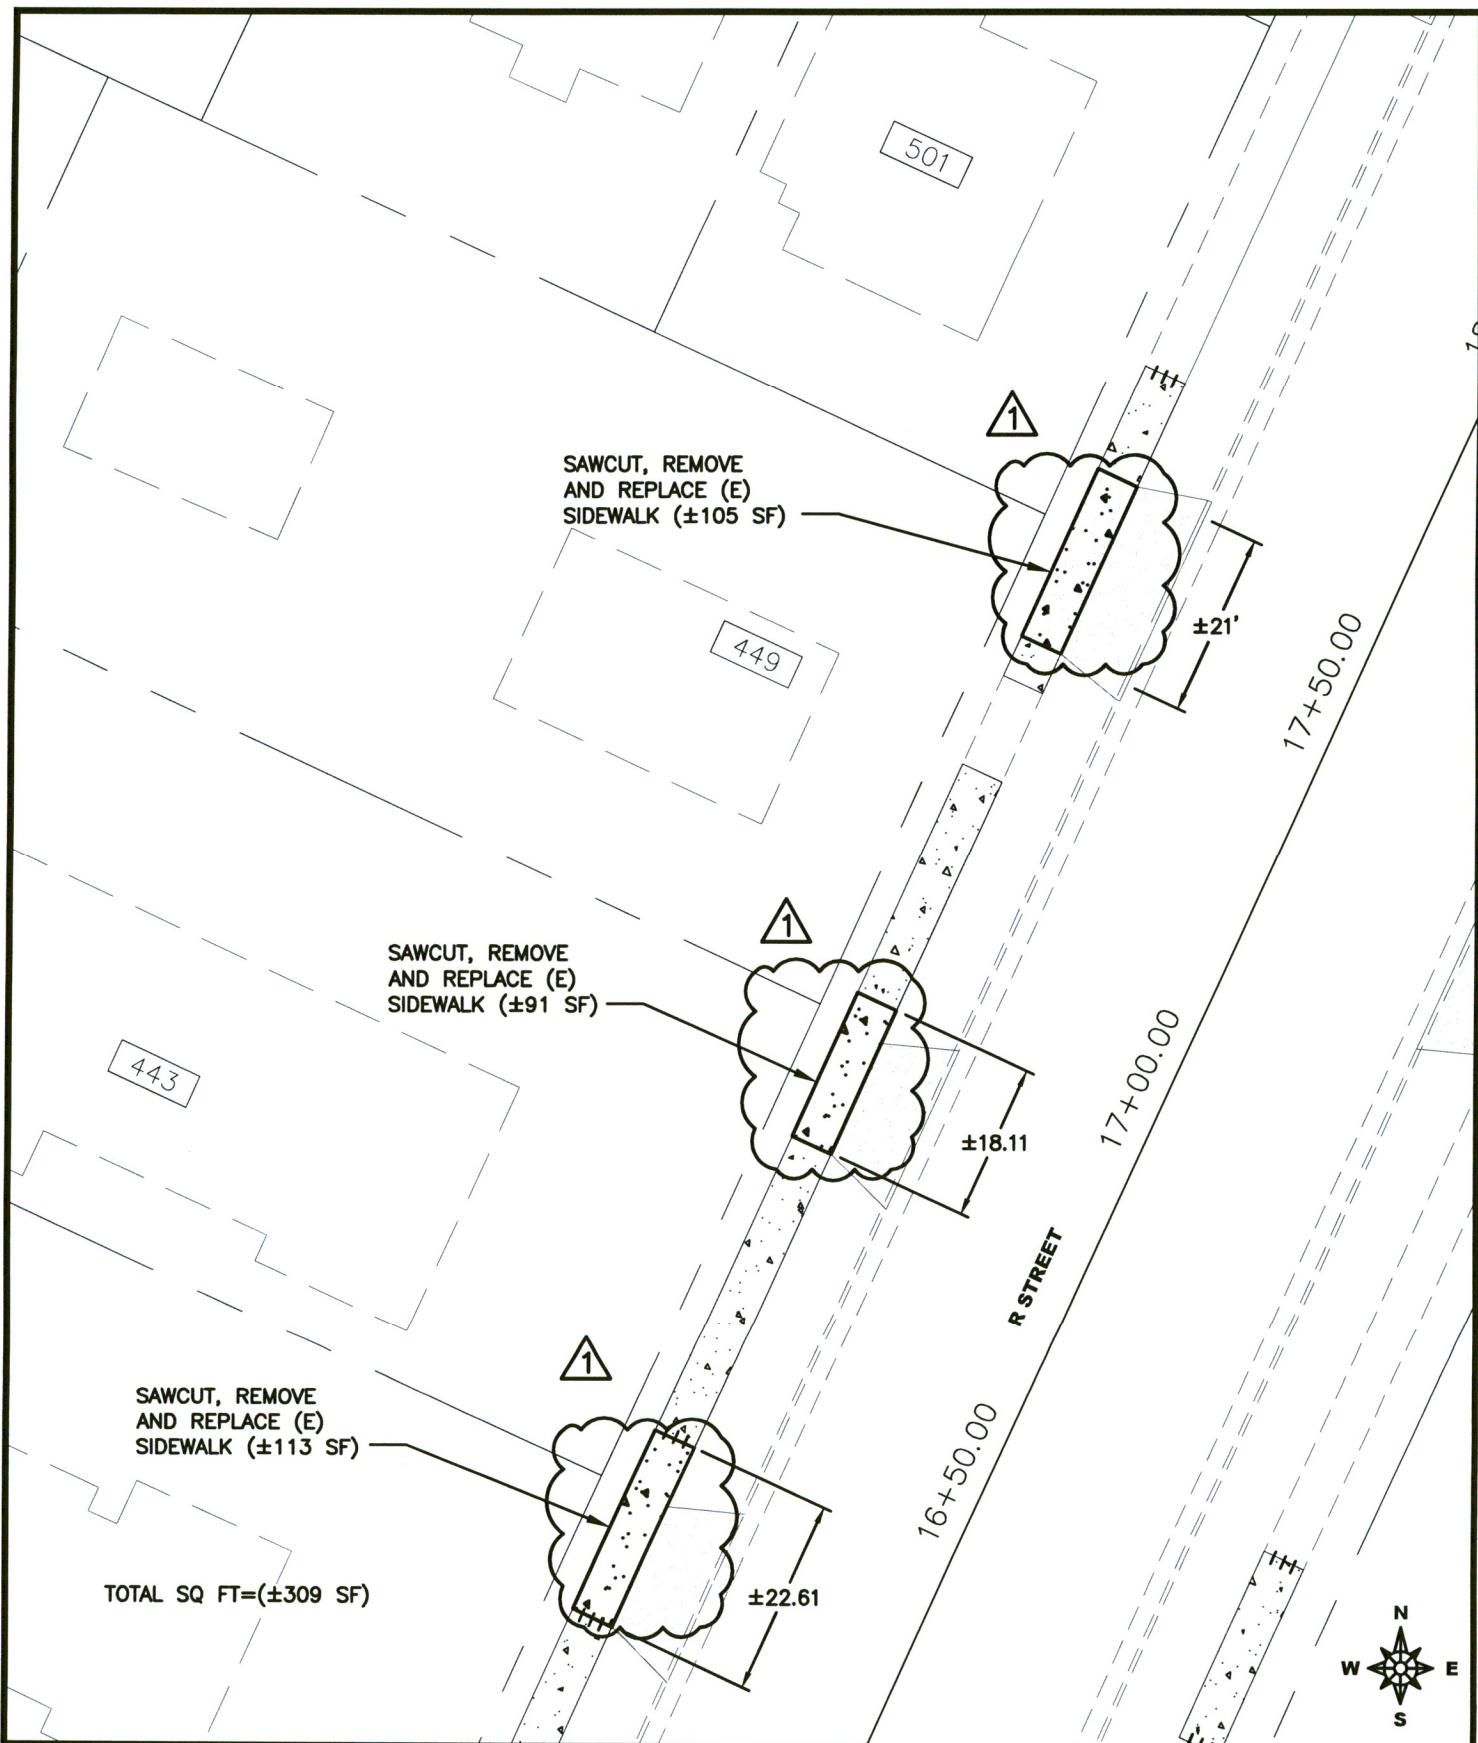 501
1
SAWCUT, REMOVE
AND REPLACE (E)
SIDEWALK (±105 SF)
±21'
449
17+50.00
1
SAWCUT, REMOVE
AND REPLACE (E)
SIDEWALK (±91 SF)
±18.11
17+00.00
443
R STREET
1
SAWCUT, REMOVE
AND REPLACE (E)
SIDEWALK (±113 SF)
16+50.00
±22.61
TOTAL SQ FT=(±309 SF)
N
W E
S